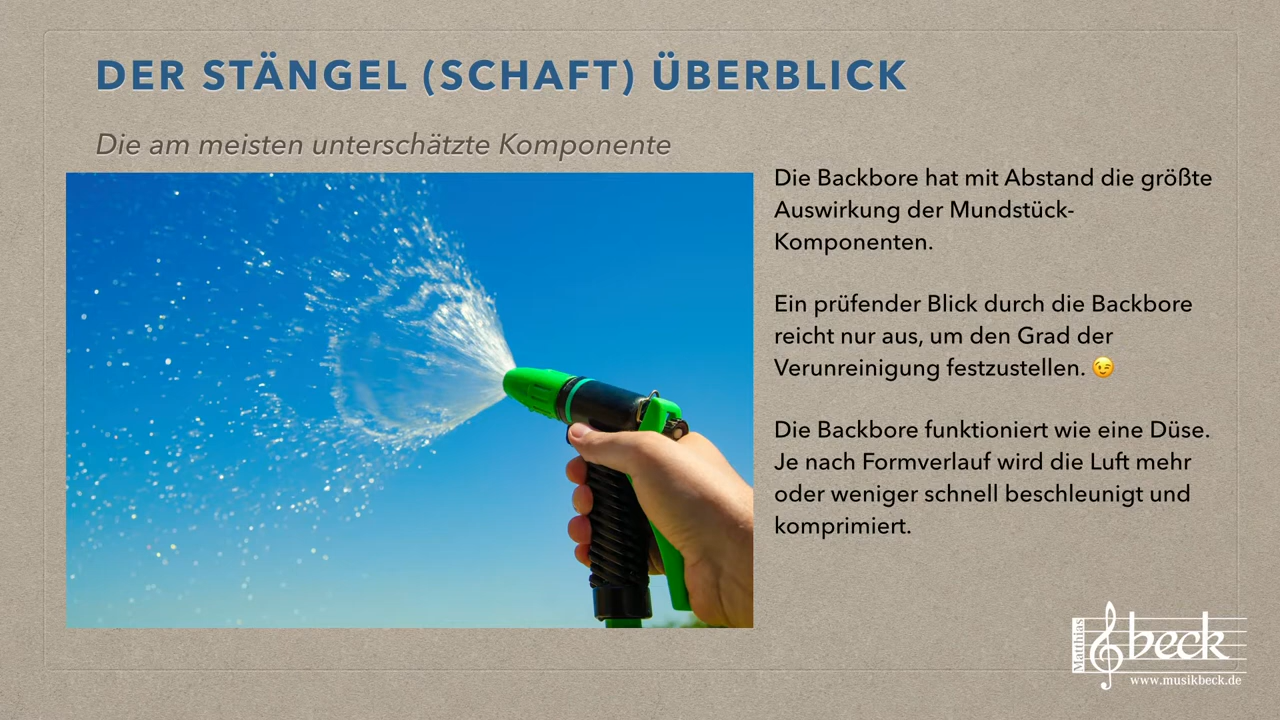 DER STÄNGEL (SCHAFT) ÜBERBLICK
Die am meisten unterschätzte Komponente
Die Backbore hat mit Abstand die größte
Auswirkung der Mundstück-
Komponenten.
Ein prüfender Blick durch die Backbore
reicht nur aus, um den Grad der
Verunreinigung festzustellen. 😉
Die Backbore funktioniert wie eine Düse.
Je nach Formverlauf wird die Luft mehr
oder weniger schnell beschleunigt und
komprimiert.
Matthias
beck
www.musikbeck.de